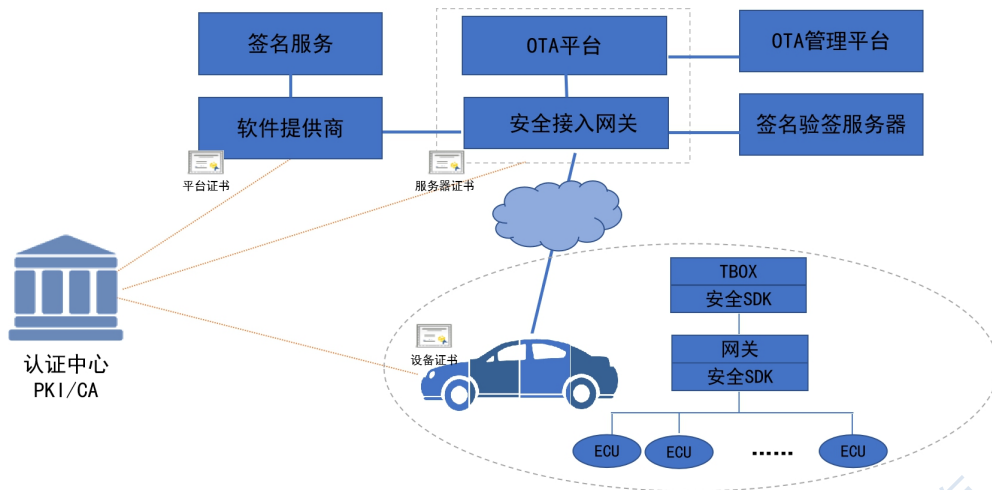 签名服务
OTA平台
OTA管理平台
软件提供商
安全接入网关
签名验签服务器
平台证书
服务器证书
TBOX
安全SDK
网关
安全SDK
设备证书
认证中心
PKI/CA
ECU
ECU
······
ECU